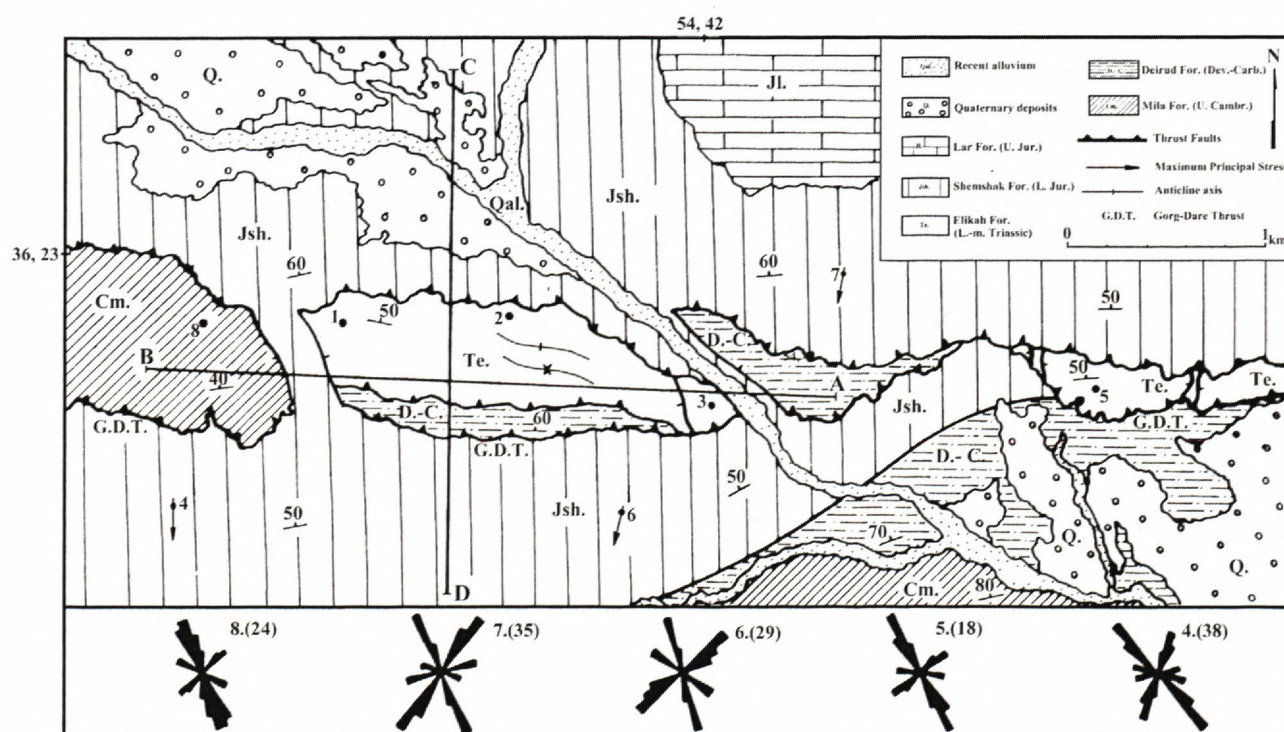 54, 42
36, 23
C
Q.
Jl.
Qal.
Recent alluvium
Quaternary deposits
Lar For. (U. Jur.)
Shemshak For. (L. Jur.)
Elikah For.
(L.-m. Triassic)
Deirud For. (Dev.-Carb.)
Mila For. (U. Cambr.)
Thrust Faults
Maximum Principal Stress
Anticline axis
G.D.T. Gorg-Dare Thrust
N
0 1
km
Qal.
Jsh.
Jsh.
60
60
7
50
Cm.
8
1
50
2
D.-C.
Te.
B
40
A
50
Te.
Te.
5
3
Jsh.
D.-C.
60
G.D.T.
G.D.T.
G.D.T.
D.- C.
50
4
50
Jsh.
6
70
Q.
Q.
Cm.
80
D
8.(24)
7.(35)
6.(29)
5.(18)
4.(38)